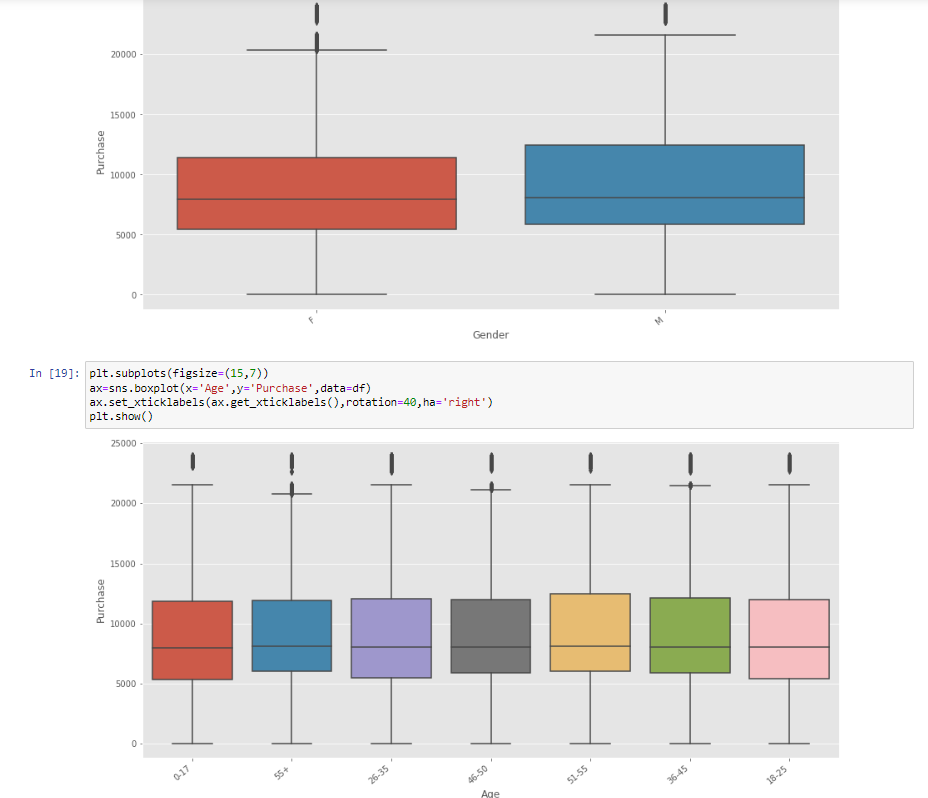 20000
15000
10000
5000
0
Purchase
F
M
Gender
In [19]:
plt.subplots(figsize=(15,7))
ax=sns.boxplot(x='Age',y='Purchase',data=df)
ax.set_xticklabels(ax.get_xticklabels(),rotation=40,ha='right')
plt.show()
25000
20000
15000
10000
5000
0
Purchase
0-17
55+
26-35
46-50
51-55
36-45
18-25
Age